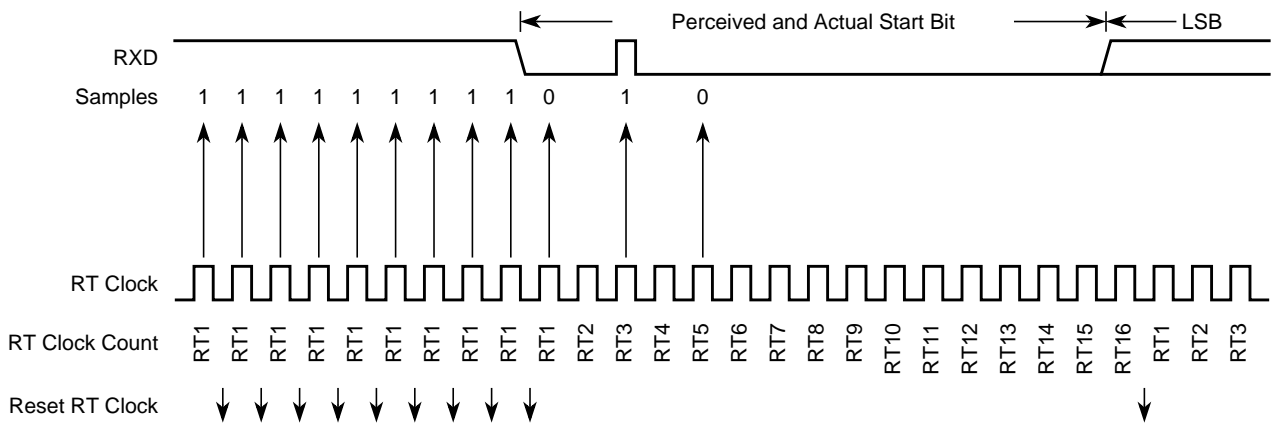 Perceived and Actual Start Bit LSB
RXD
Samples 1 1 1 1 1 1 1 1 1 0 1 0
RT Clock
RT Clock Count RT1 RT1 RT1 RT1 RT1 RT1 RT1 RT1 RT1 RT1 RT2 RT3 RT4 RT5 RT6 RT7 RT8 RT9 RT10 RT11 RT12 RT13 RT14 RT15 RT16 RT1 RT2 RT3
Reset RT Clock